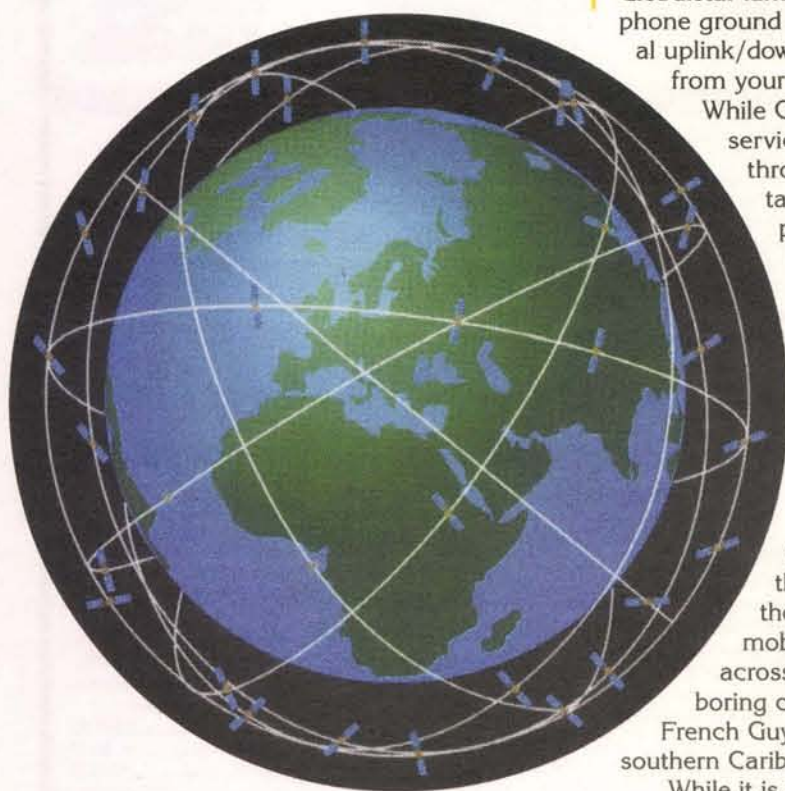 phone ground
al uplink/dow
from your
While C
servic
thro
ta
p
th
the
mob
across
boring c
French Guy
southern Carib
While it is